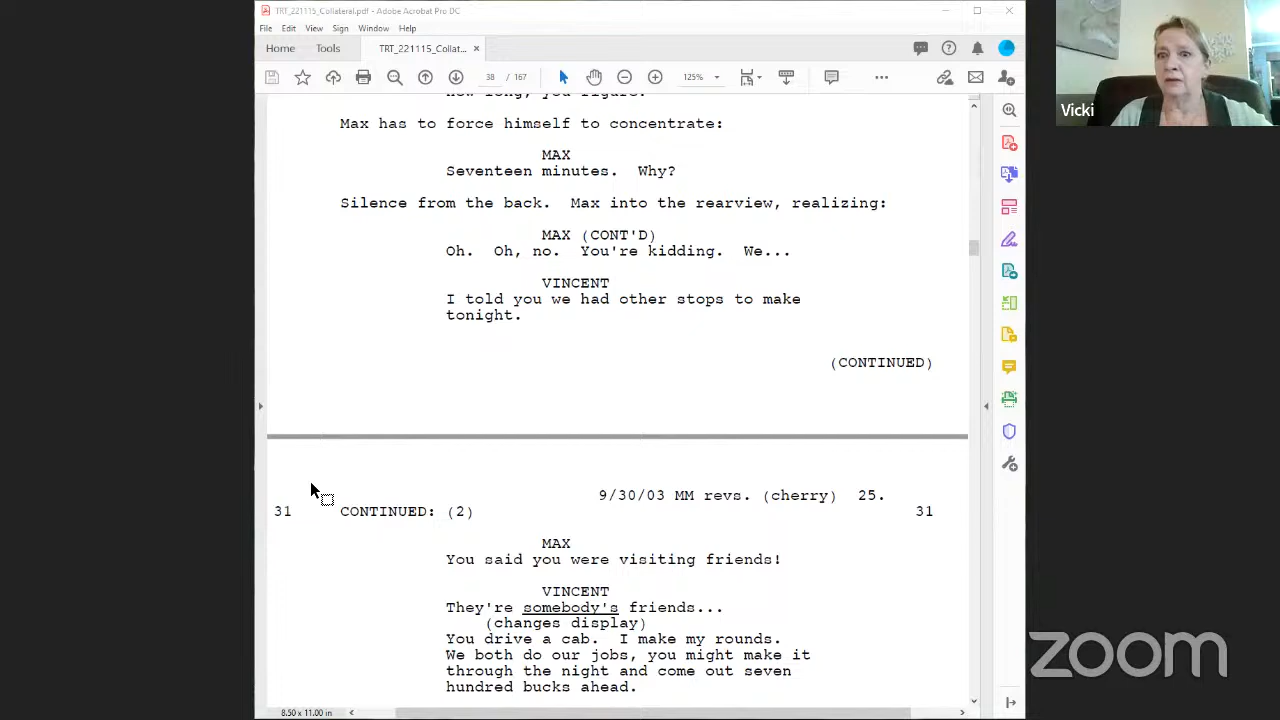 TRT_221115_Collateral.pdf - Adobe Acrobat Pro DC
File Edit View Sign Window Help
Home Tools TRT_221115_Collat... ×
38 / 167 125%
now long, you figure.
Max has to force himself to concentrate:
MAX
Seventeen minutes. Why?
Silence from the back. Max into the rearview, realizing:
MAX (CONT'D)
Oh. Oh, no. You're kidding. We...
VINCENT
I told you we had other stops to make
tonight.
(CONTINUED)
9/30/03 MM revs. (cherry) 25.
31 CONTINUED: (2) 31
MAX
You said you were visiting friends!
VINCENT
They're somebody's friends...
(changes display)
You drive a cab. I make my rounds.
We both do our jobs, you might make it
through the night and come out seven
hundred bucks ahead.
8.50 x 11.00 in
Vicki
zoom